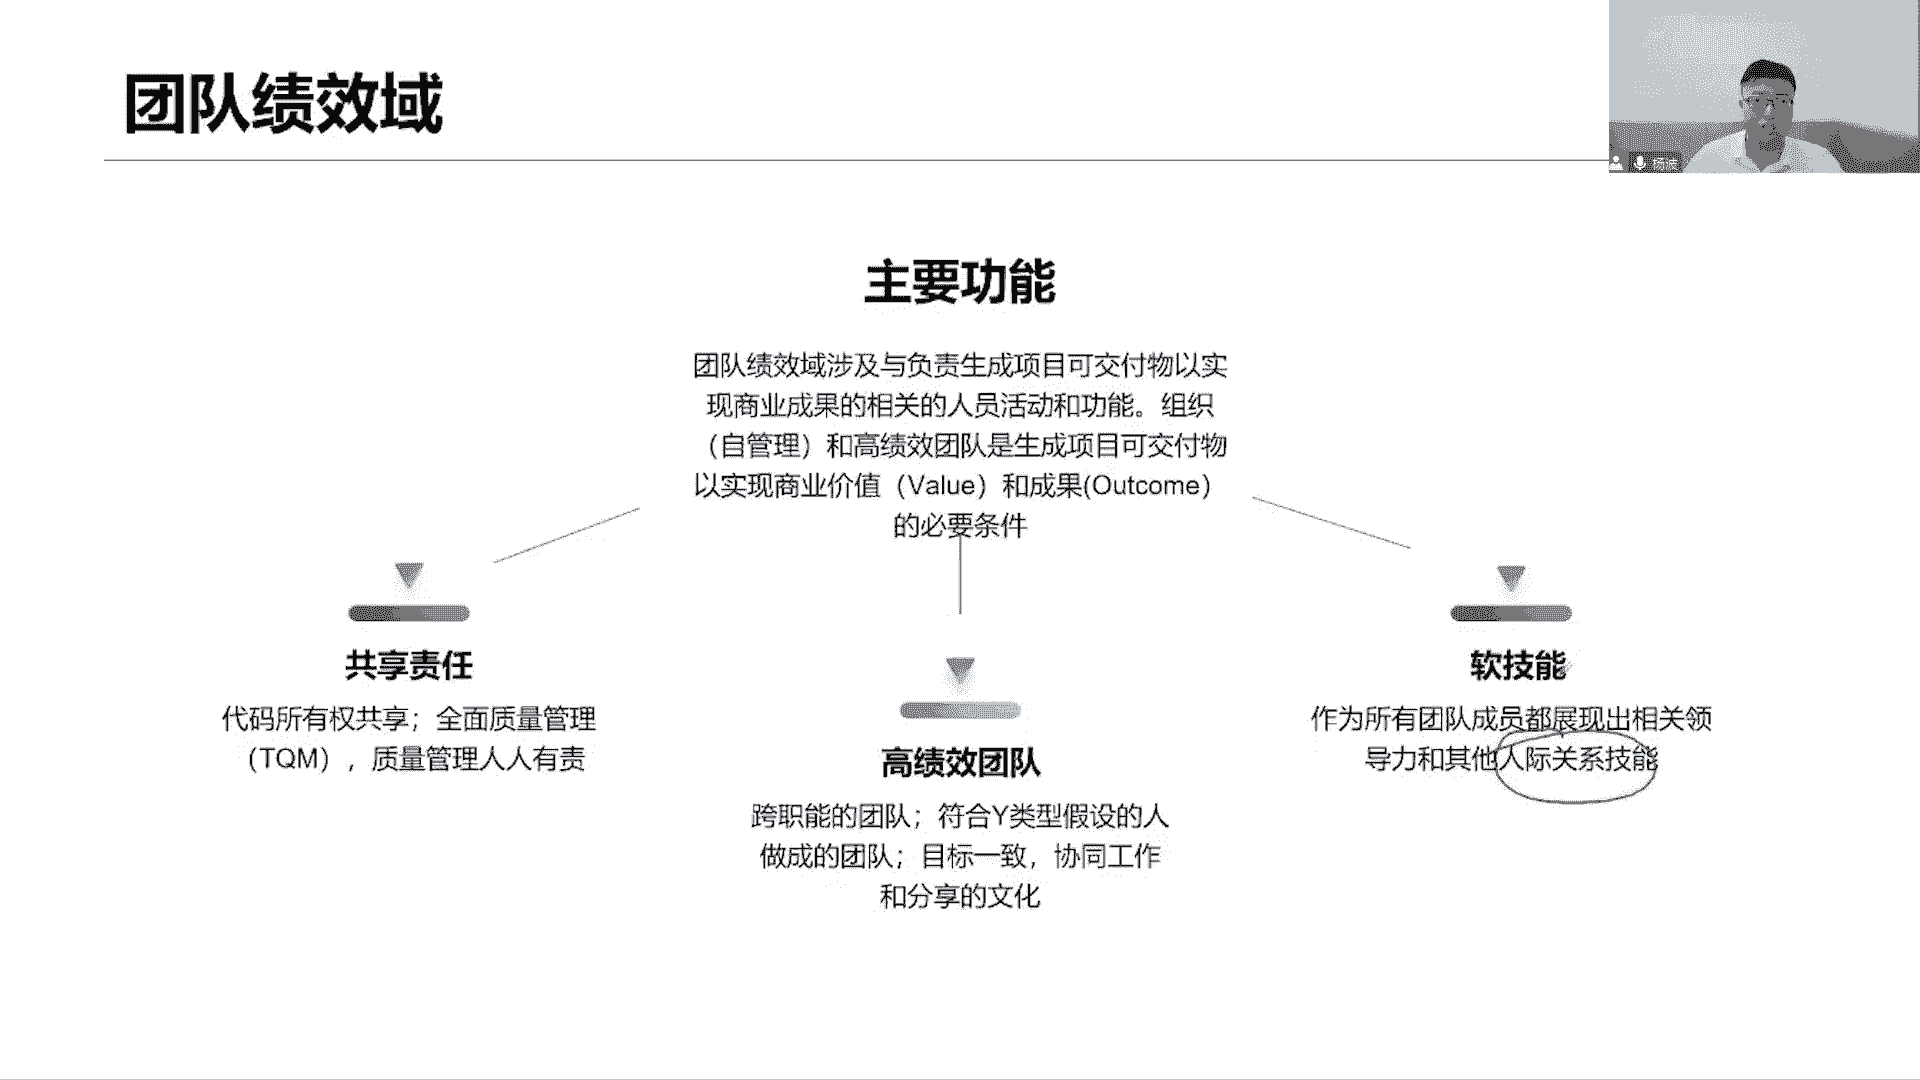 团队绩效域
杨波
主要功能
团队绩效域涉及与负责生成项目可交付物以实
现商业成果的相关的人员活动和功能。组织
（自管理）和高绩效团队是生成项目可交付物
以实现商业价值（Value）和成果(Outcome）
的必要条件
共享责任
代码所有权共享；全面质量管理
（TQM），质量管理人人有责
高绩效团队
跨职能的团队；符合Y类型假设的人
做成的团队；目标一致，协同工作
和分享的文化
软技能
作为所有团队成员都展现出相关领
导力和其他人际关系技能